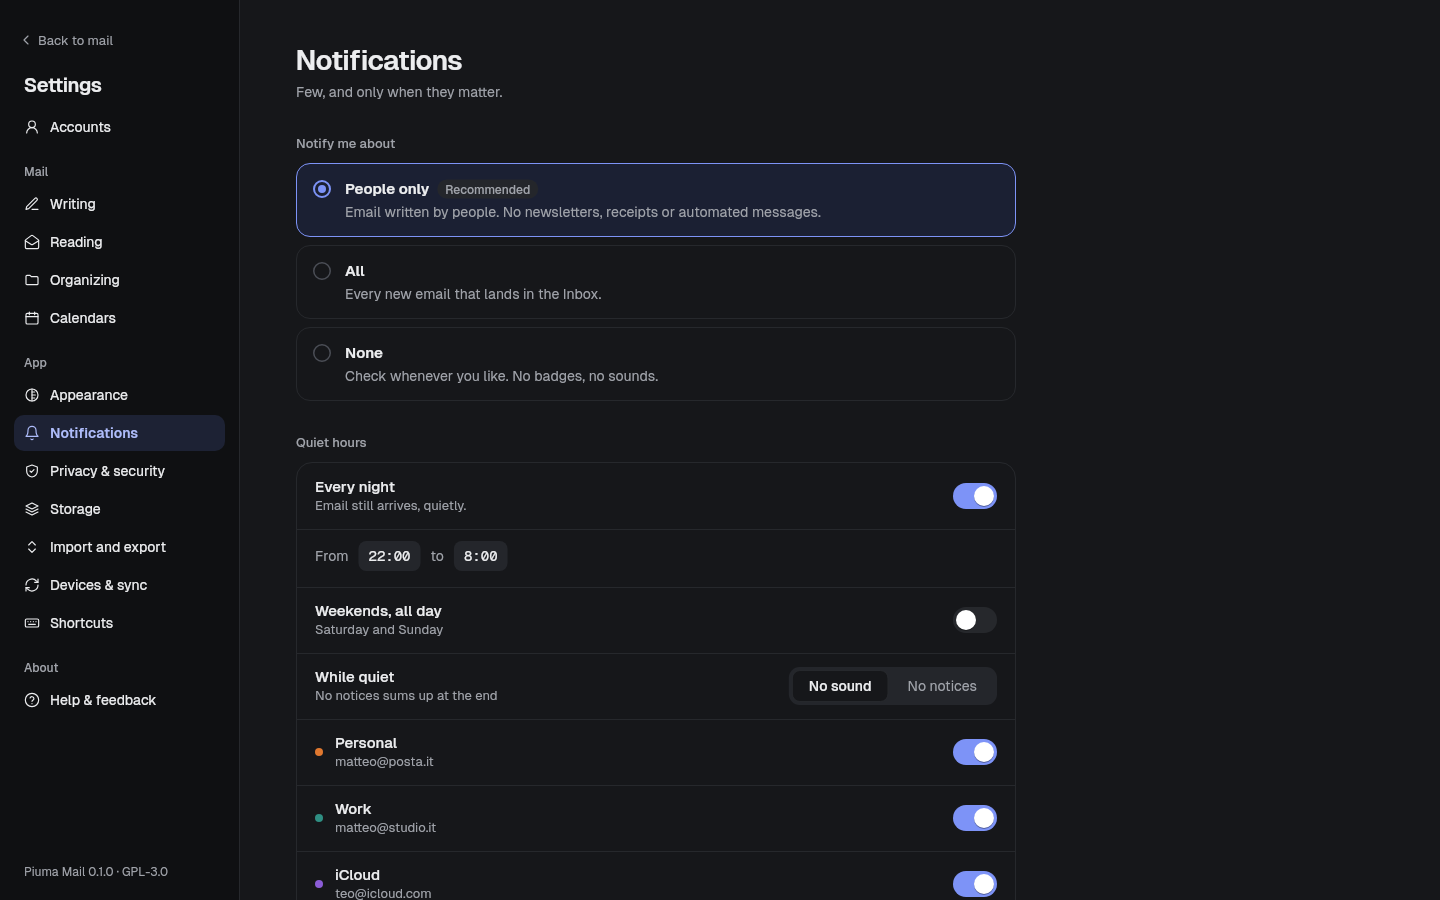 Back to mail
Settings
Accounts
Mail
Writing
Reading
Organizing
Calendars
App
Appearance
Notifications
Privacy & security
Storage
Import and export
Devices & sync
Shortcuts
About
Help & feedback
Piuma Mail 0.1.0 · GPL-3.0
Notifications
Few, and only when they matter.
Notify me about
People only Recommended
Email written by people. No newsletters, receipts or automated messages.
All
Every new email that lands in the Inbox.
None
Check whenever you like. No badges, no sounds.
Quiet hours
Every night
Email still arrives, quietly.
From 22:00 to 8:00
Weekends, all day
Saturday and Sunday
While quiet
No notices sums up at the end
No sound No notices
Personal
matteo@posta.it
Work
matteo@studio.it
iCloud
teo@icloud.com